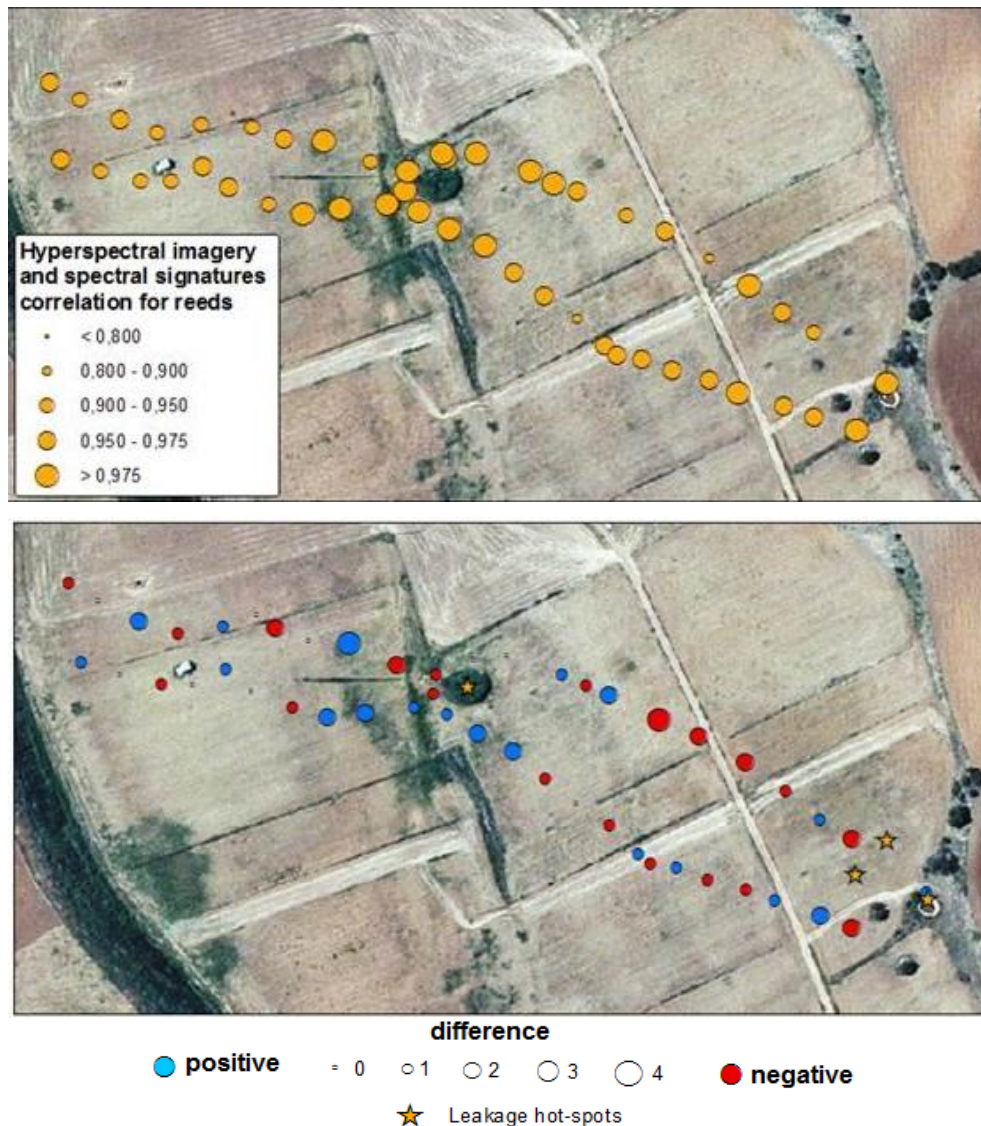 Hyperspectral imagery
and spectral signatures
correlation for reeds
< 0,800
0,800 - 0,900
0,900 - 0,950
0,950 - 0,975
> 0,975
difference
positive 0 1 2 3 4 negative
Leakage hot-spots